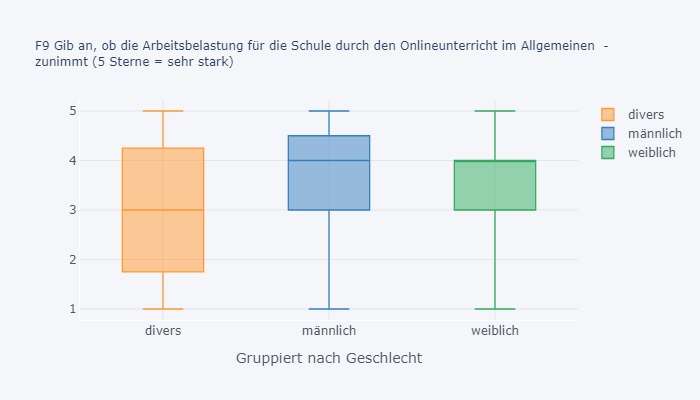 F9 Gib an, ob die Arbeitsbelastung für die Schule durch den Onlineunterricht im Allgemeinen -
zunimmt (5 Sterne = sehr stark)
5
4
3
2
1
divers
männlich
weiblich
Gruppiert nach Geschlecht
divers
männlich
weiblich